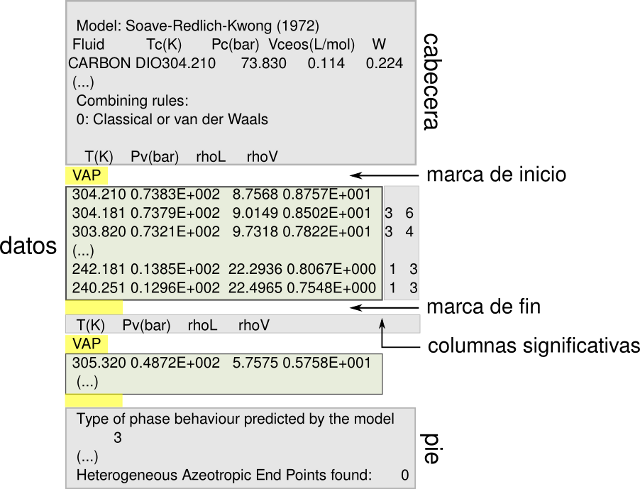 Model: Soave-Redlich-Kwong (1972)
Fluid Tc(K) Pc(bar) Vceos(L/mol) W
CARBON DIO304.210 73.830 0.114 0.224
(...)
Combining rules:
0: Classical or van der Waals
T(K) Pv(bar) rhoL rhoV
cabecera
VAP
marca de inicio
304.210 0.7383E+002 8.7568 0.8757E+001
304.181 0.7379E+002 9.0149 0.8502E+001 3 6
303.820 0.7321E+002 9.7318 0.7822E+001 3 4
(...)
242.181 0.1385E+002 22.2936 0.8067E+000 1 3
240.251 0.1296E+002 22.4965 0.7548E+000 1 3
datos
marca de fin
T(K) Pv(bar) rhoL rhoV
VAP
columnas significativas
305.320 0.4872E+002 5.7575 0.5758E+001
(...)
Type of phase behaviour predicted by the model
3
(...)
Heterogeneous Azeotropic End Points found: 0
pie